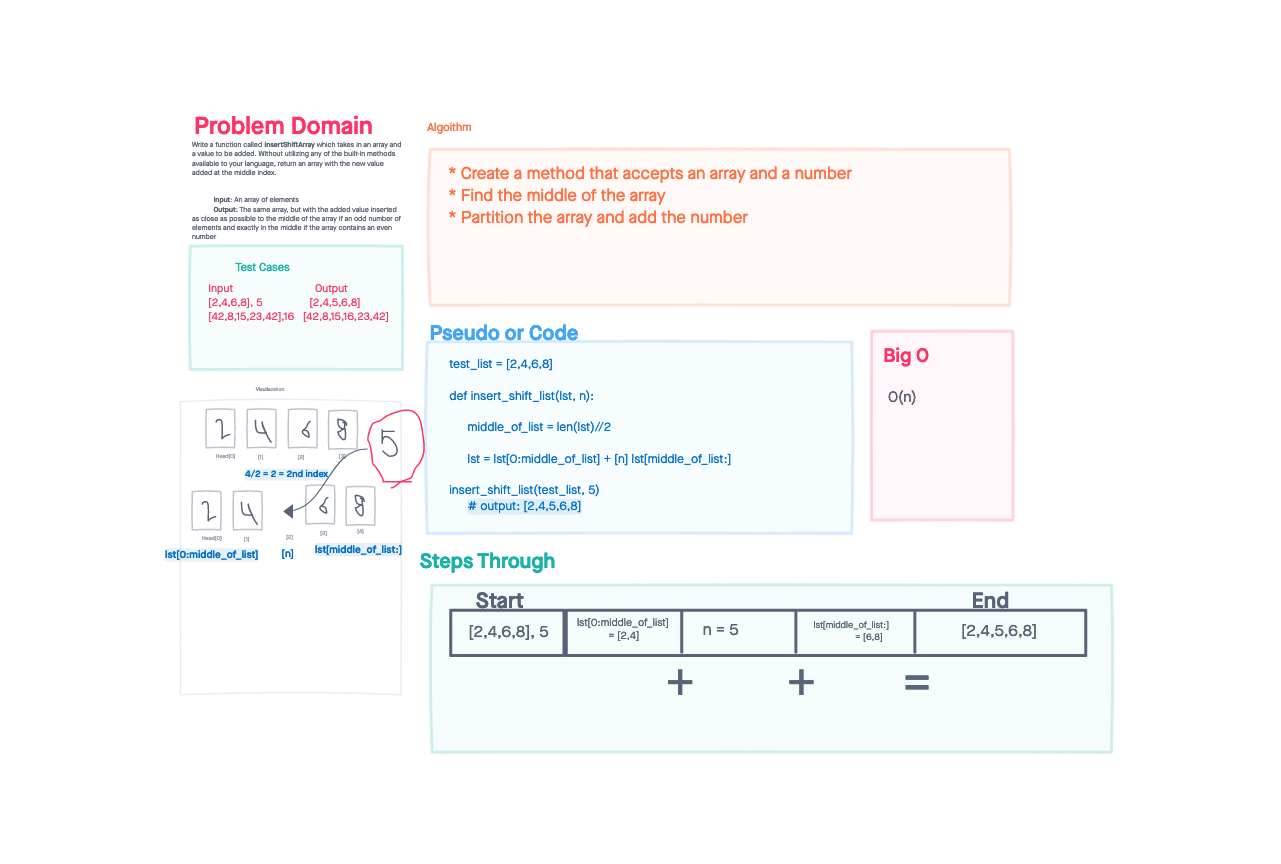 Problem Domain
Write a function called insertShiftArray which takes in an array and
a value to be added. Without utilizing any of the built-in methods
available to your language, return an array with the new value
added at the middle index.
Input: An array of elements
Output: The same array, but with the added value inserted
as close as possible to the middle of the array if an odd number of
elements and exactly in the middle if the array contains an even
number
Test Cases
Input Output
[2,4,6,8], 5 [2,4,5,6,8]
[42,8,15,23,42],16 [42,8,15,16,23,42]
Visualization
2 4 6 8 5
Head[0] [1] [2] [3]
4/2 = 2 = 2nd index
2 4 6 8
Head[0] [1] [2] [3] [4]
lst[0:middle_of_list] [n] lst[middle_of_list:]
Algoithm
* Create a method that accepts an array and a number
* Find the middle of the array
* Partition the array and add the number
Pseudo or Code
test_list = [2,4,6,8]
def insert_shift_list(lst, n):
middle_of_list = len(lst)//2
lst = lst[0:middle_of_list] + [n] lst[middle_of_list:]
insert_shift_list(test_list, 5)
# output: [2,4,5,6,8]
Big O
O(n)
Steps Through
Start End
[2,4,6,8], 5
lst[0:middle_of_list]
= [2,4]
n = 5
lst[middle_of_list:]
= [6,8]
[2,4,5,6,8]
+ + =